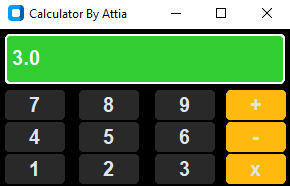 Calculator By Attia
3.0
7 8 9 +
4 5 6 -
1 2 3 x